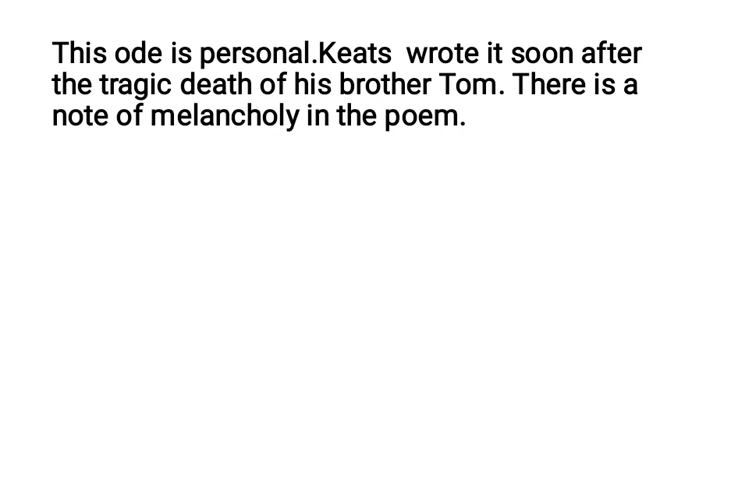 This ode is personal.Keats  wrote it soon after
the tragic death of his brother Tom. There is a
note of melancholy in the poem.